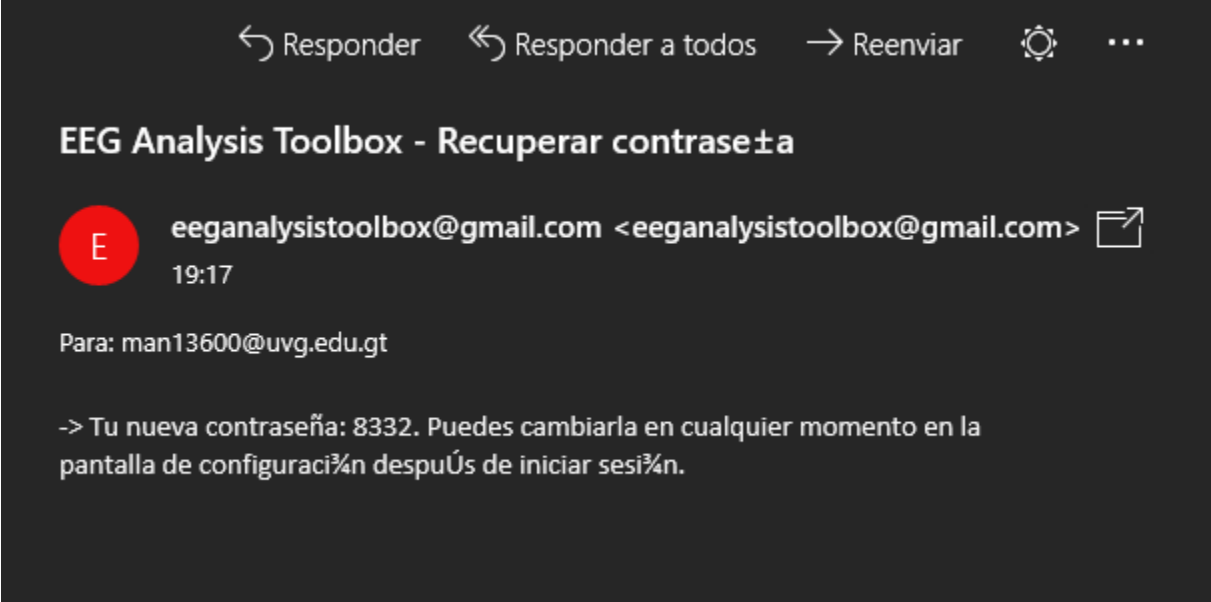 Responder Responder a todos Reenviar
EEG Analysis Toolbox - Recuperar contrase±a
E
eeganalysistoolbox@gmail.com <eeganalysistoolbox@gmail.com>
19:17
Para: man13600@uvg.edu.gt
-> Tu nueva contraseña: 8332. Puedes cambiarla en cualquier momento en la
pantalla de configuraci¾n despuÚs de iniciar sesi¾n.